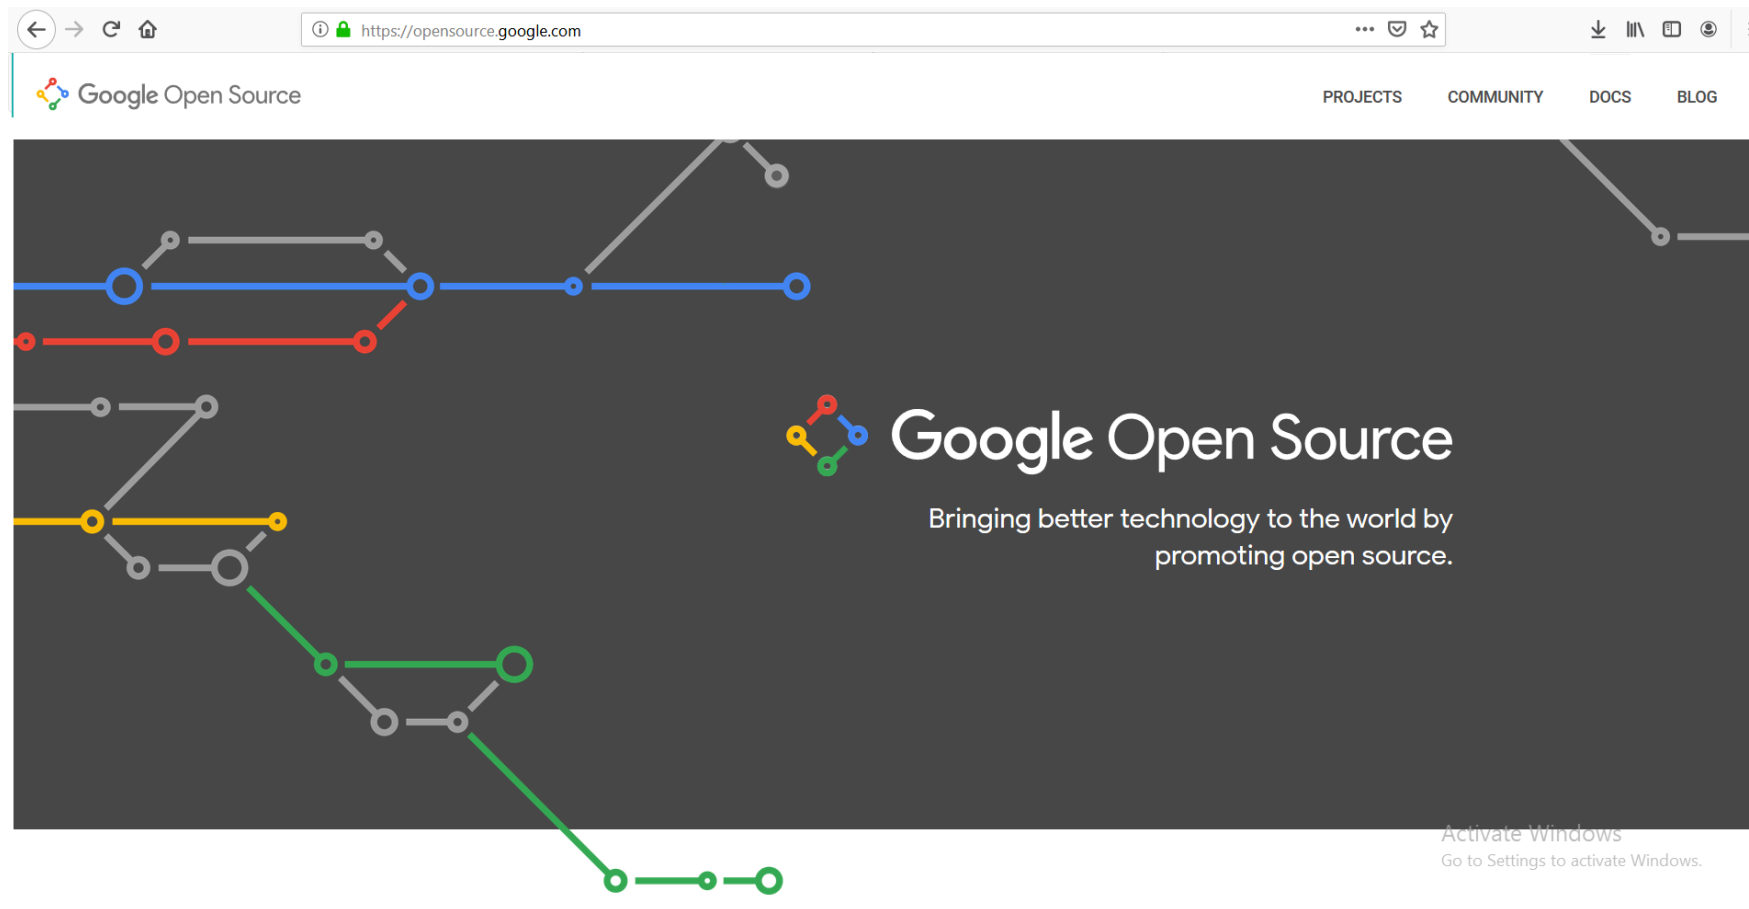 https://opensource.google.com
Google Open Source
PROJECTS COMMUNITY DOCS BLOG
Google Open Source
Bringing better technology to the world by
promoting open source.
Activate Windows
Go to Settings to activate Windows.